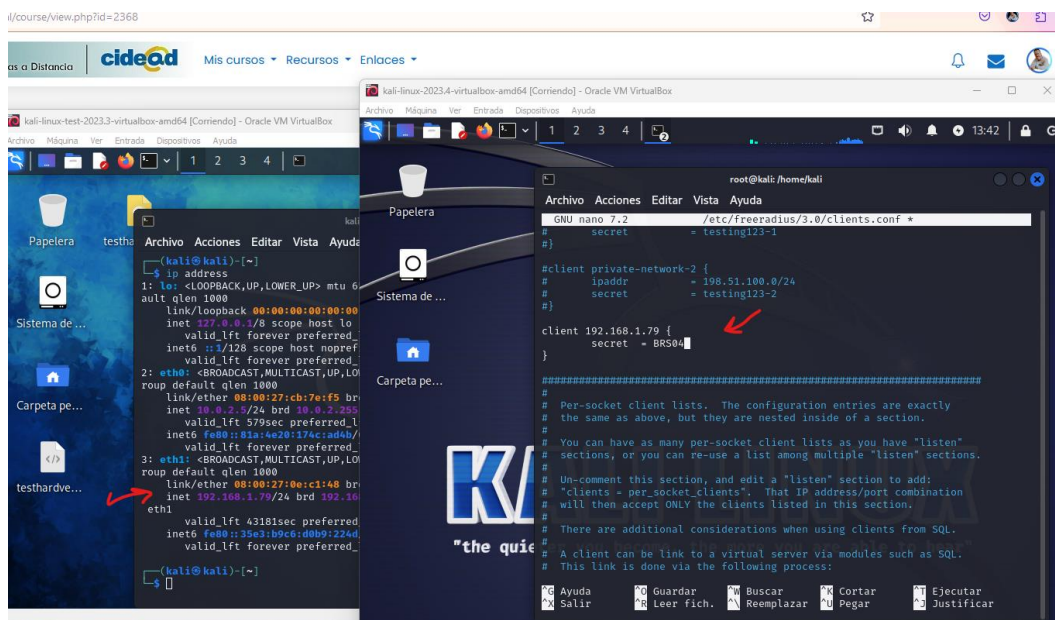 l/course/view.php?id=2368
as a Distancia
cidead
Mis cursos
Recursos
Enlaces
kali-linux-test-2023.3-virtualbox-amd64 [Corriendo] - Oracle VM VirtualBox
Archivo Máquina Ver Entrada Dispositivos Ayuda
1 2 3 4
Papelera
testha
Sistema de ...
Carpeta pe...
testhardve...
kali
Archivo Acciones Editar Vista Ayuda
(kali㉿kali)-[~]
$ ip address
1: lo: <LOOPBACK,UP,LOWER_UP> mtu 6
ault qlen 1000
link/loopback 00:00:00:00:00:00
inet 127.0.0.1/8 scope host lo
valid_lft forever preferred_
inet6 ::1/128 scope host nopref
valid_lft forever preferred_
2: eth0: <BROADCAST,MULTICAST,UP,LO
roup default qlen 1000
link/ether 08:00:27:cb:7e:f5 br
inet 10.0.2.5/24 brd 10.0.2.255
valid_lft 579sec preferred_l
inet6 fe80::81a:4e20:174c:ad4b/
valid_lft forever preferred_
3: eth1: <BROADCAST,MULTICAST,UP,LO
roup default qlen 1000
link/ether 08:00:27:0e:c1:48 br
inet 192.168.1.79/24 brd 192.16
eth1
valid_lft 43181sec preferred
inet6 fe80::35e3:b9c6:d0b9:224d
valid_lft forever preferred_
(kali㉿kali)-[~]
$
kali-linux-2023.4-virtualbox-amd64 [Corriendo] - Oracle VM VirtualBox
Archivo Máquina Ver Entrada Dispositivos Ayuda
1 2 3 4
13:42
Papelera
Sistema de ...
Carpeta pe...
"the quie
root@kali: /home/kali
Archivo Acciones Editar Vista Ayuda
GNU nano 7.2 /etc/freeradius/3.0/clients.conf *
# secret = testing123-1
#}
#client private-network-2 {
# ipaddr = 198.51.100.0/24
# secret = testing123-2
#}
client 192.168.1.79 {
secret = BRS04
}
################################################################################
#
# Per-socket client lists. The configuration entries are exactly
# the same as above, but they are nested inside of a section.
#
# You can have as many per-socket client lists as you have "listen"
# sections, or you can re-use a list among multiple "listen" sections.
#
# Un-comment this section, and edit a "listen" section to add:
# "clients = per_socket_clients". That IP address/port combination
# will then accept ONLY the clients listed in this section.
#
# There are additional considerations when using clients from SQL.
#
# A client can be link to a virtual server via modules such as SQL.
# This link is done via the following process:
^G Ayuda ^O Guardar ^W Buscar ^K Cortar ^T Ejecutar
^X Salir ^R Leer fich. ^\ Reemplazar ^U Pegar ^J Justificar